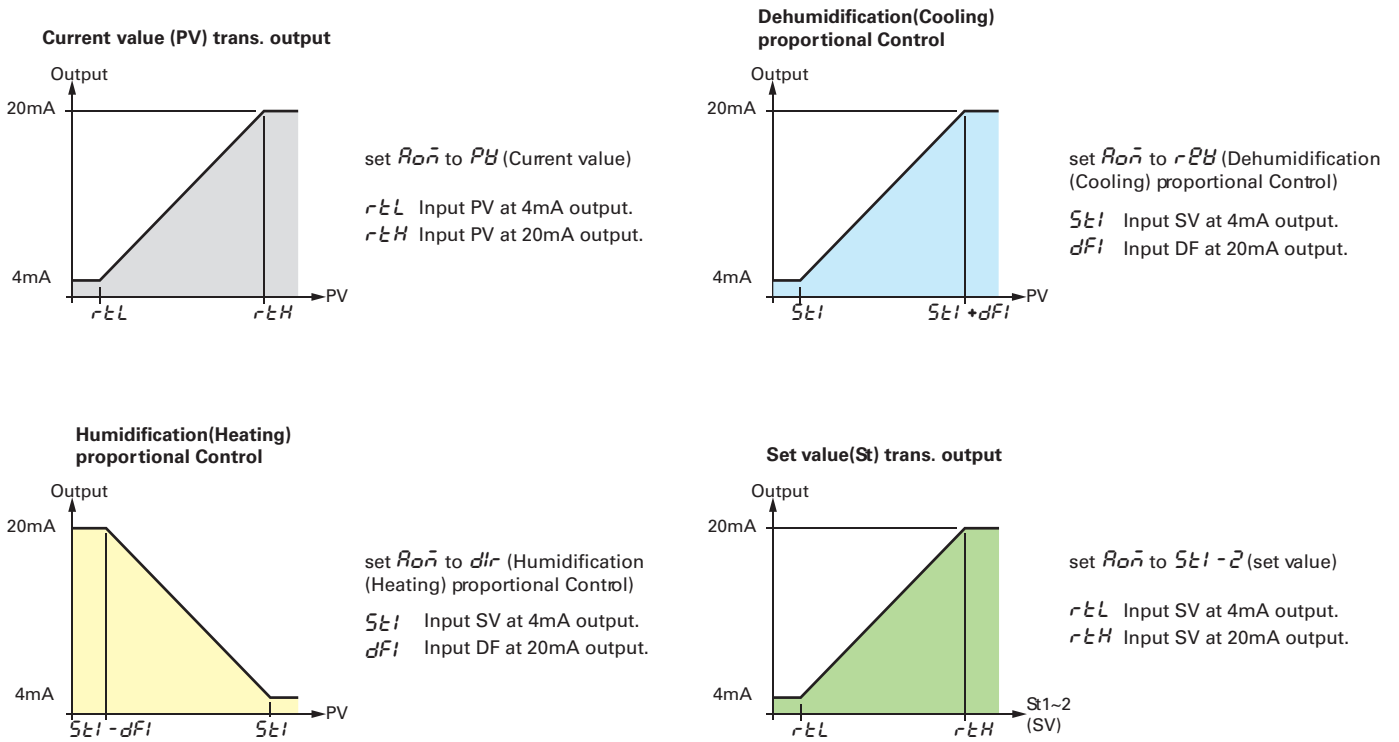 Current value (PV) trans. output
Output
20mA
4mA
rtL
rtH
PV
set Aom to PV (Current value)
rtL Input PV at 4mA output.
rtH Input PV at 20mA output.
Dehumidification(Cooling)
proportional Control
Output
20mA
4mA
St1
St1 +dF1
PV
set Aom to rEV (Dehumidification
(Cooling) proportional Control)
St1 Input SV at 4mA output.
dF1 Input DF at 20mA output.
Humidification(Heating)
proportional Control
Output
20mA
4mA
St1 - dF1
St1
PV
set Aom to dIr (Humidification
(Heating) proportional Control)
St1 Input SV at 4mA output.
dF1 Input DF at 20mA output.
Set value(St) trans. output
Output
20mA
4mA
rtL
rtH
St1~2
(SV)
set Aom to St1 - 2 (set value)
rtL Input SV at 4mA output.
rtH Input SV at 20mA output.